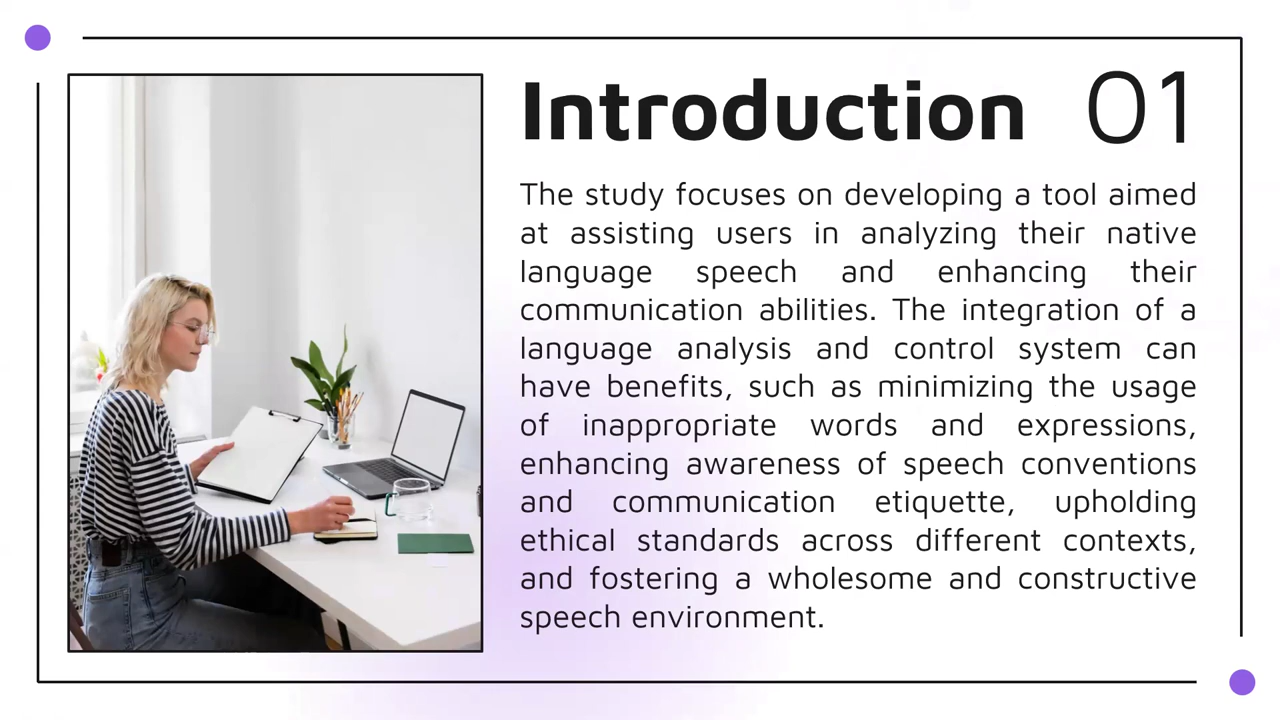 Introduction 01
The study focuses on developing a tool aimed
at assisting users in analyzing their native
language speech and enhancing their
communication abilities. The integration of a
language analysis and control system can
have benefits, such as minimizing the usage
of inappropriate words and expressions,
enhancing awareness of speech conventions
and communication etiquette, upholding
ethical standards across different contexts,
and fostering a wholesome and constructive
speech environment.